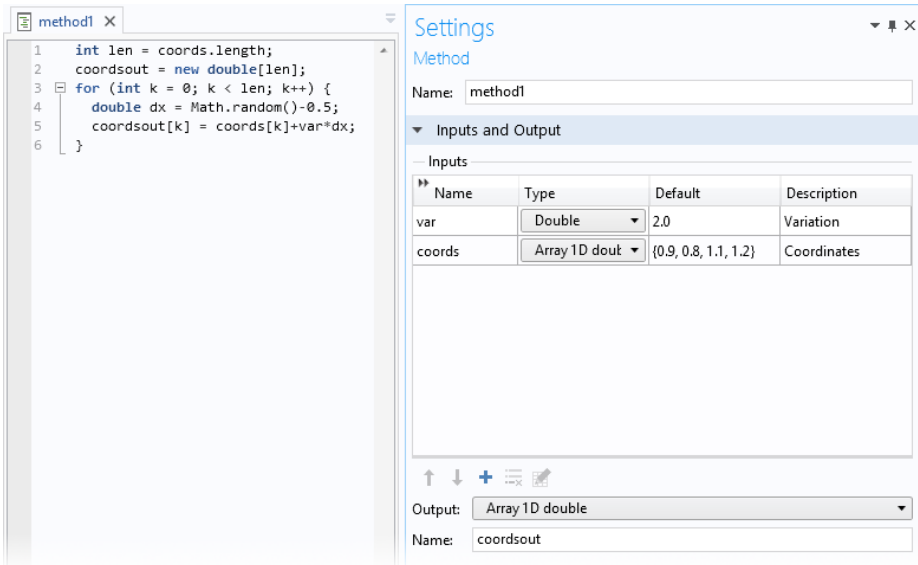 method1
1 int len = coords.length;
2 coordsout = new double[len];
3 for (int k = 0; k < len; k++) {
4 double dx = Math.random()-0.5;
5 coordsout[k] = coords[k]+var*dx;
6 }
Settings
Method
Name: method1
Inputs and Output
Inputs
Name Type Default Description
var Double 2.0 Variation
coords Array 1D doub {0.9, 0.8, 1.1, 1.2} Coordinates
Output: Array 1D double
Name: coordsout